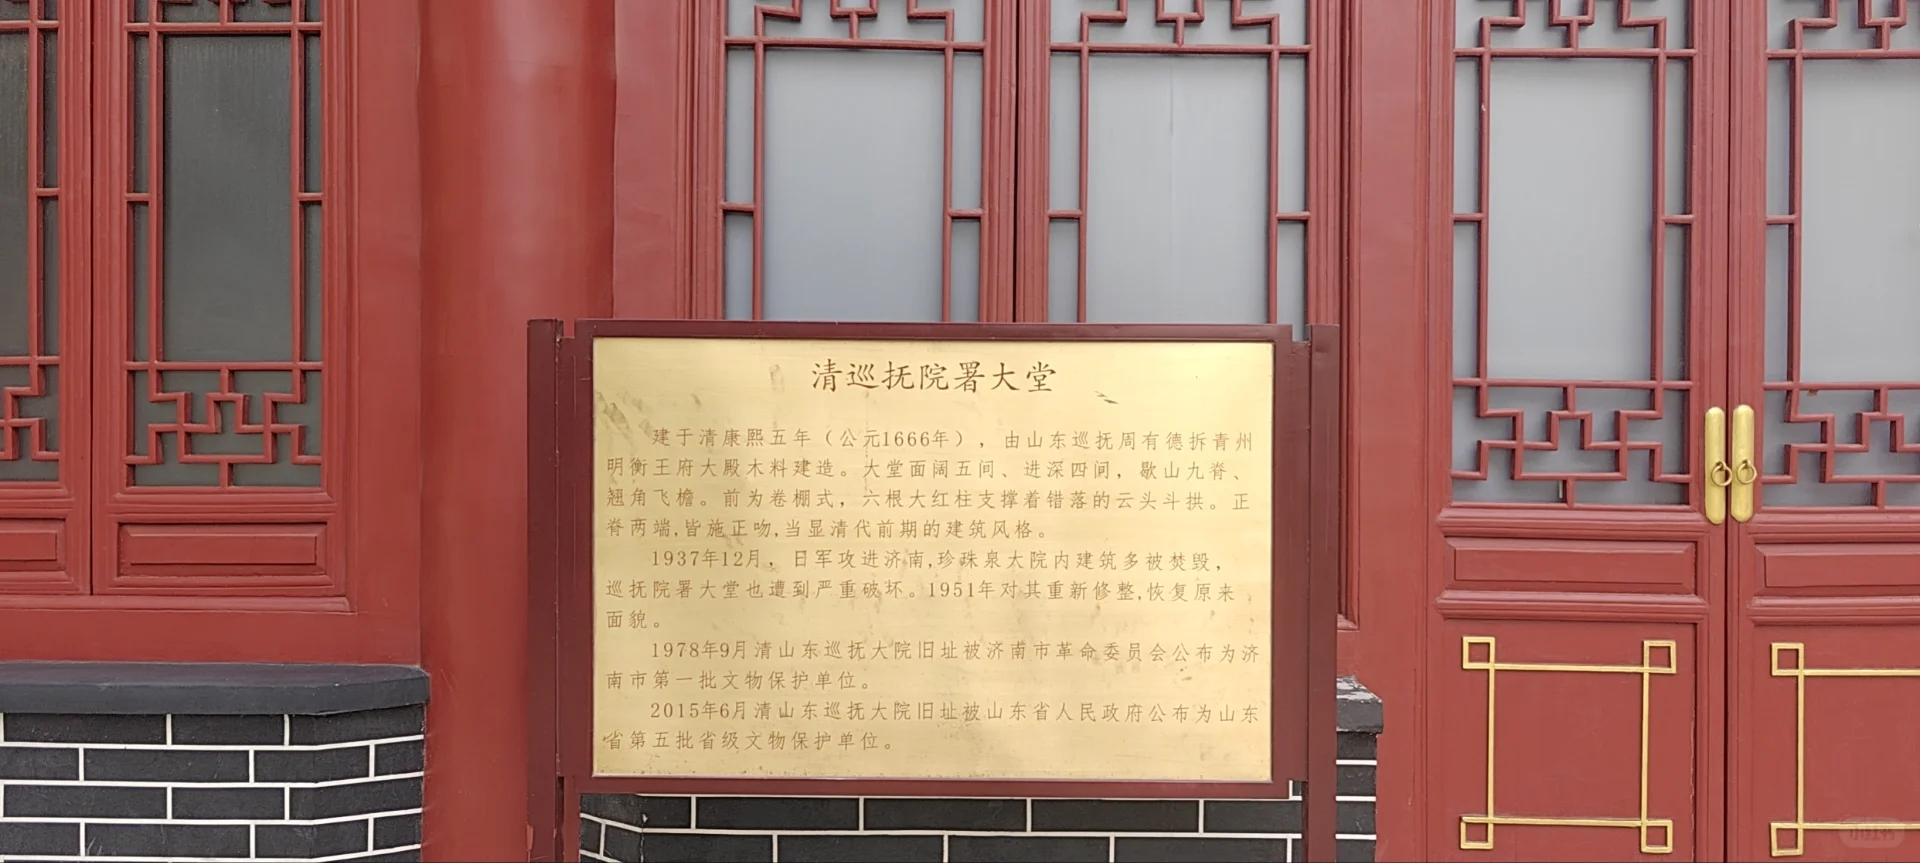 清巡抚院署大堂
建于清康熙五年（公元1666年），由山东巡抚周有德拆青州
明衡王府大殿木料建造。大堂面阔五间、进深四间，歇山九脊、
翘角飞檐。前为卷棚式，六根大红柱支撑着错落的云头斗拱。正
脊两端,皆施正吻,当显清代前期的建筑风格。
1937年12月，日军攻进济南,珍珠泉大院内建筑多被焚毁，
巡抚院署大堂也遭到严重破坏。1951年对其重新修整,恢复原来
面貌。
1978年9月清山东巡抚大院旧址被济南市革命委员会公布为济
南市第一批文物保护单位。
2015年6月清山东巡抚大院旧址被山东省人民政府公布为山东
省第五批省级文物保护单位。